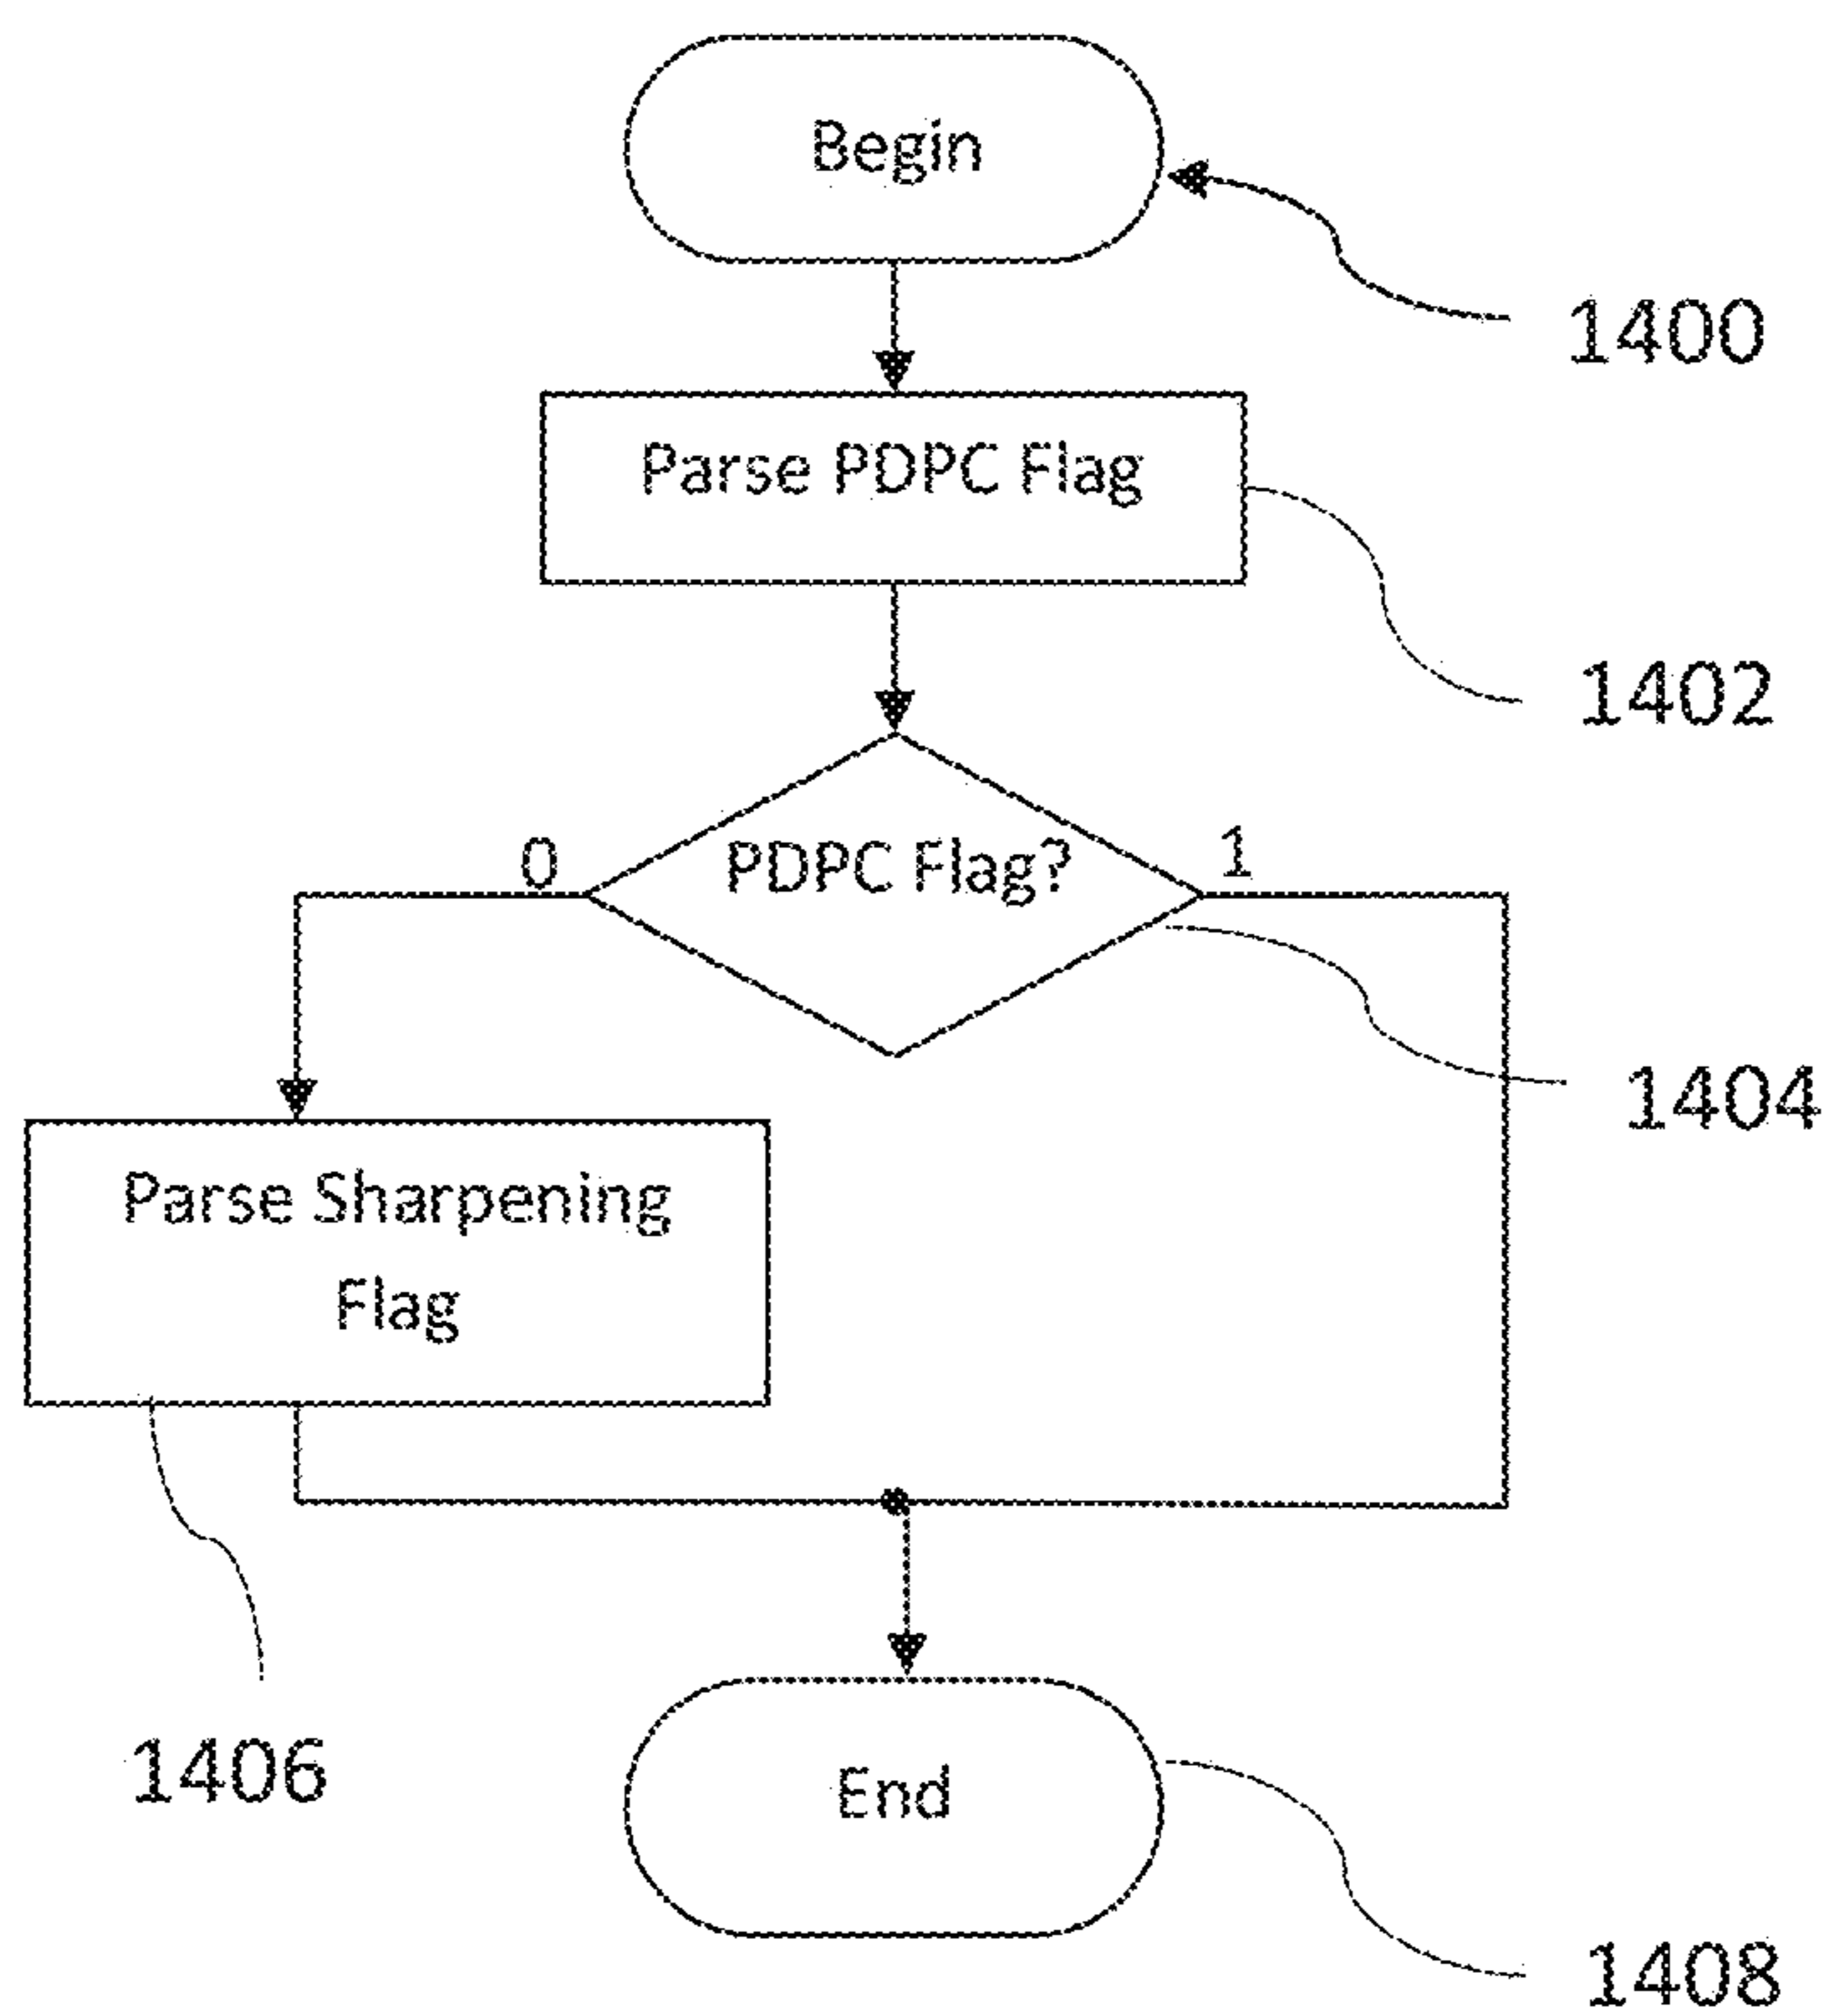 Begin
1400
Parse PDPC Flag
1402
0
PDPC Flag?
1
1404
Parse Sharpening
Flag
1406
End
1408